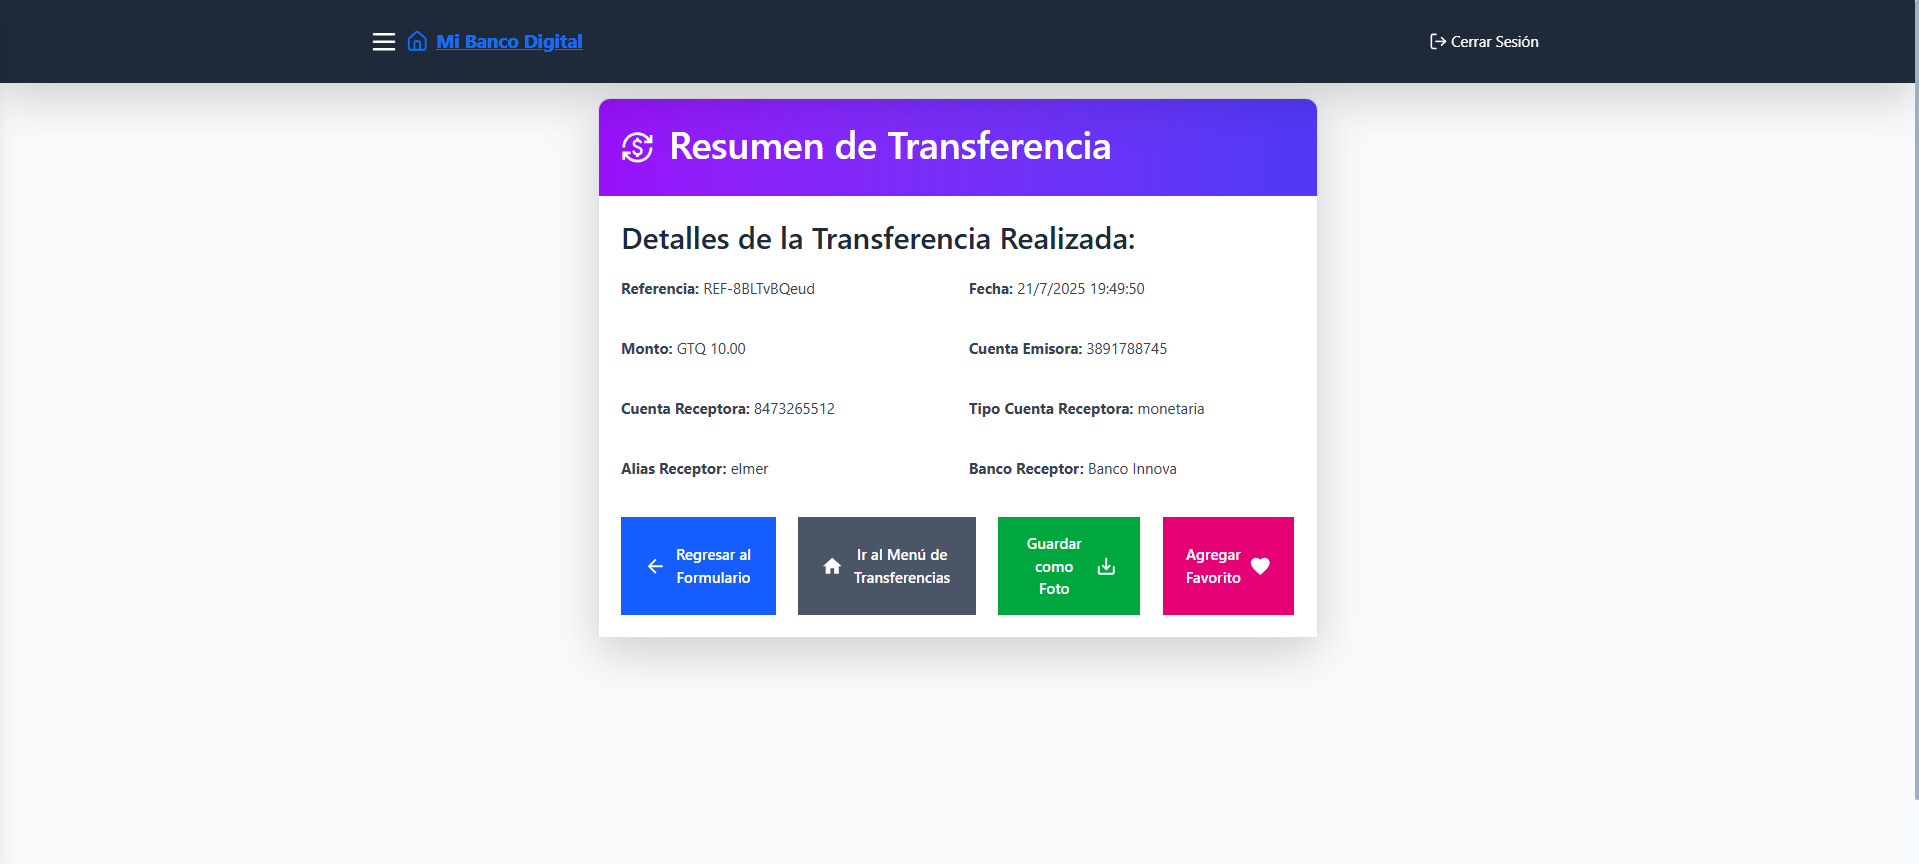 Mi Banco Digital
Cerrar Sesión
Resumen de Transferencia
Detalles de la Transferencia Realizada:
Referencia: REF-8BLTvBQeud
Fecha: 21/7/2025 19:49:50
Monto: GTQ 10.00
Cuenta Emisora: 3891788745
Cuenta Receptora: 8473265512
Tipo Cuenta Receptora: monetaria
Alias Receptor: elmer
Banco Receptor: Banco Innova
Regresar al
Formulario
Ir al Menú de
Transferencias
Guardar
como
Foto
Agregar
Favorito